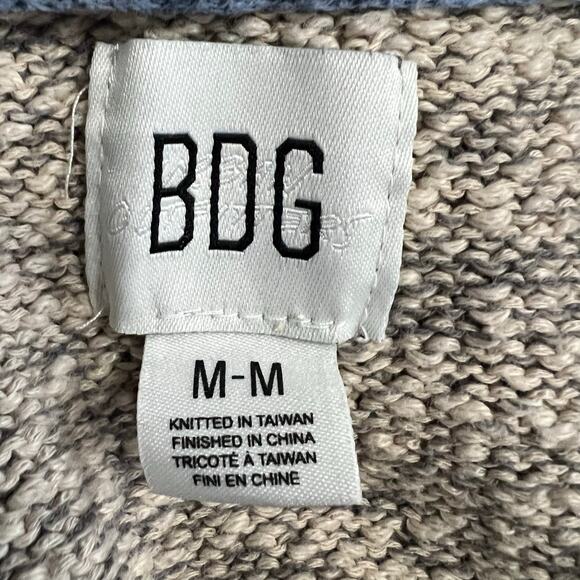 BDG
M-M
KNITTED IN TAIWAN
FINISHED IN CHINA
TRICOTÉ À TAIWAN
FINI EN CHINE